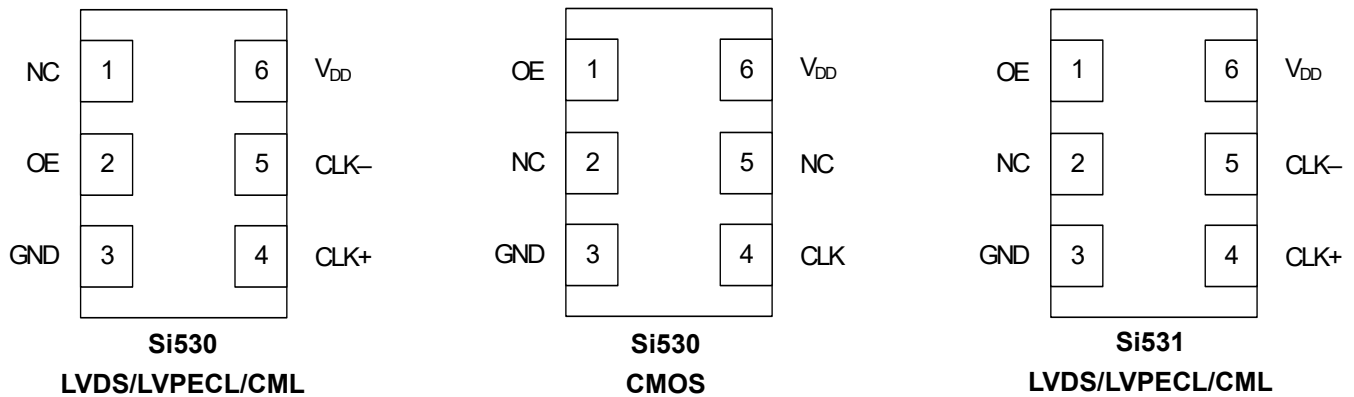 NC 1 6 VDD
OE 2 5 CLK–
GND 3 4 CLK+
Si530
LVDS/LVPECL/CML
OE 1 6 VDD
NC 2 5 NC
GND 3 4 CLK
Si530
CMOS
OE 1 6 VDD
NC 2 5 CLK–
GND 3 4 CLK+
Si531
LVDS/LVPECL/CML